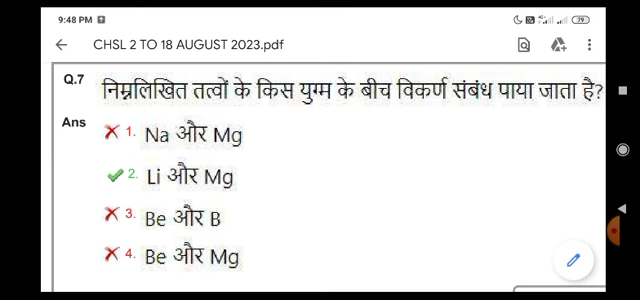 9:48 PM
79
CHSL 2 TO 18 AUGUST 2023.pdf
Q.7 निम्नलिखित तत्वों के किस युग्म के बीच विकर्ण संबंध पाया जाता है?
Ans 1. Na और Mg
2. Li और Mg
3. Be और B
4. Be और Mg